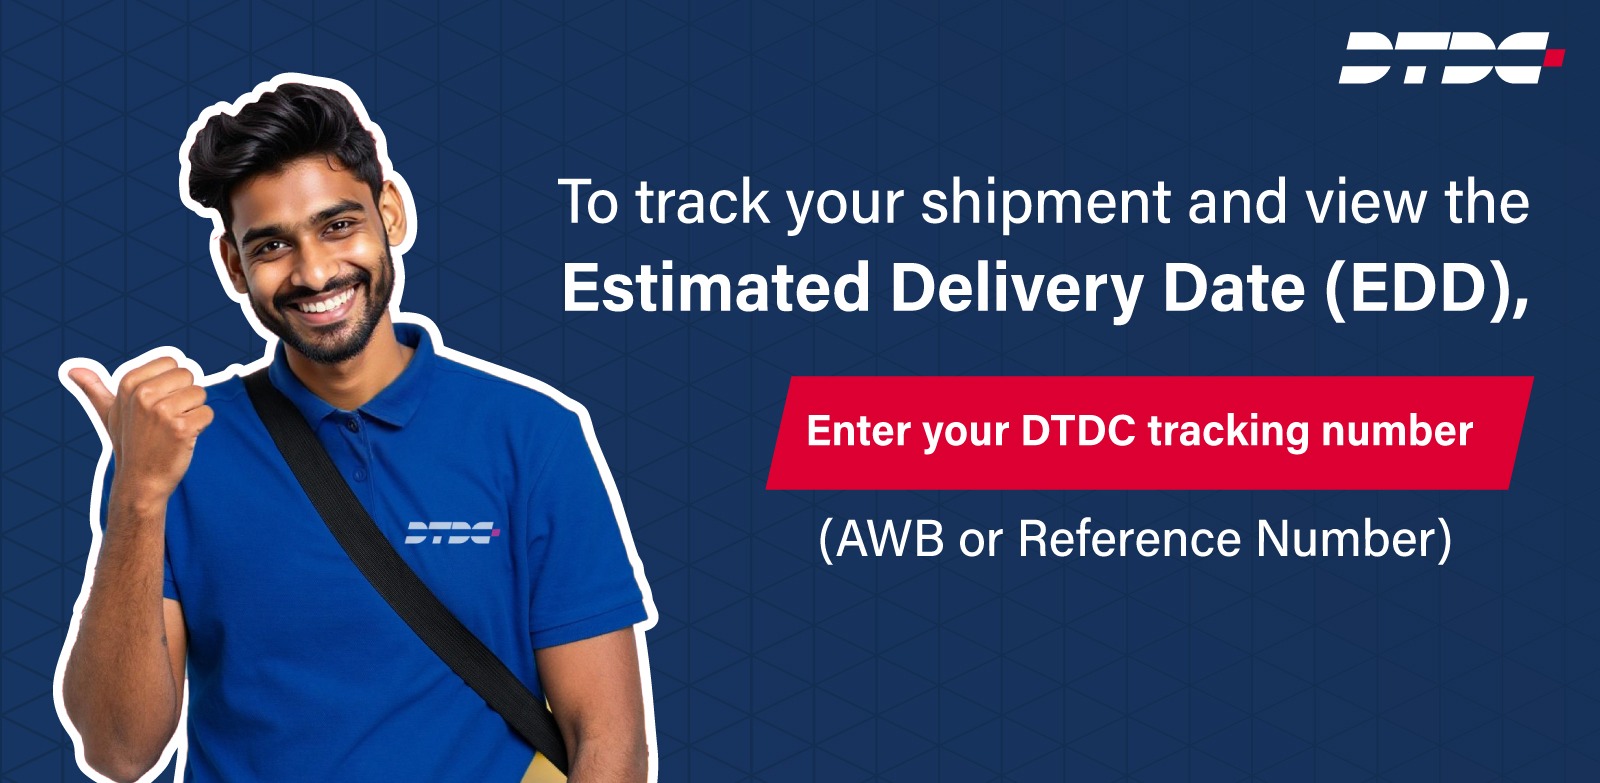 DTDC
To track your shipment and view the
Estimated Delivery Date (EDD),
Enter your DTDC tracking number
(AWB or Reference Number)
DTDC